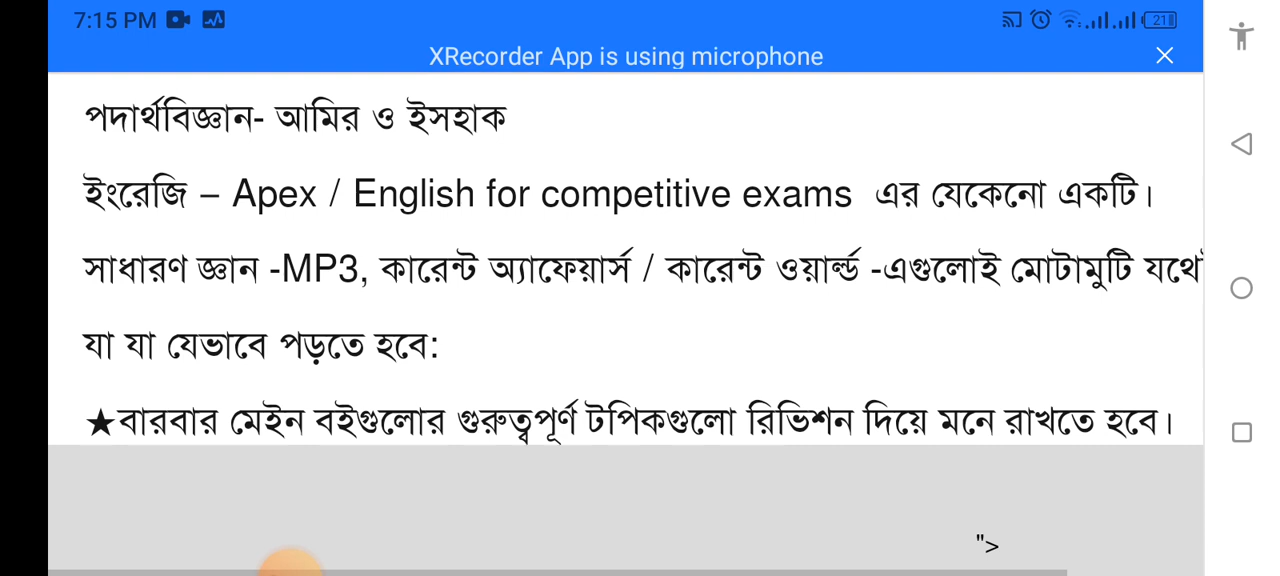 7:15 PM
21
XRecorder App is using microphone
পদার্থবিজ্ঞান- আমির ও ইসহাক
ইংরেজি – Apex / English for competitive exams এর যেকেনো একটি।
সাধারণ জ্ঞান -MP3, কারেন্ট অ্যাফেয়ার্স / কারেন্ট ওয়ার্ল্ড -এগুলোই মোটামুটি
যা যা যেভাবে পড়তে হবে:
★বারবার মেইন বইগুলোর গুরুত্বপূর্ণ টপিকগুলো রিভিশন দিয়ে মনে রাখতে হবে।
">